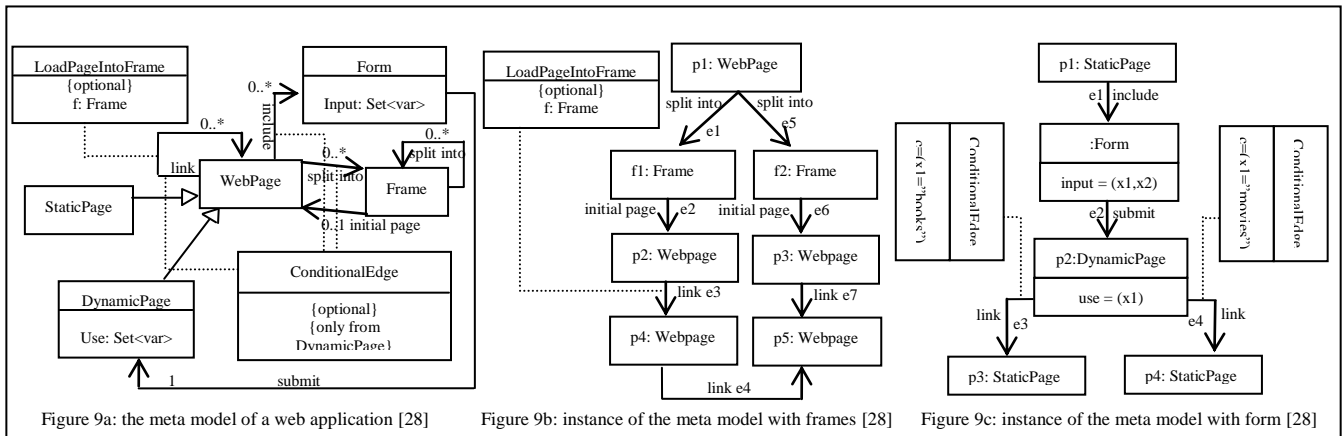 LoadPageIntoFrame
{optional}
f: Frame
Form
Input: Set<var>
0..*
include
0..*
link
WebPage
0..*
split into
0..*
split into
Frame
0..1 initial page
StaticPage
ConditionalEdge
{optional}
{only from
DynamicPage}
DynamicPage
Use: Set<var>
1
submit
Figure 9a: the meta model of a web application [28]
LoadPageIntoFrame
{optional}
f: Frame
p1: WebPage
split into
split into
e1
e5
f1: Frame
f2: Frame
initial page
e2
initial page
e6
p2: Webpage
p3: Webpage
link e3
link e7
p4: Webpage
p5: Webpage
link e4
Figure 9b: instance of the meta model with frames [28]
p1: StaticPage
e1
include
:Form
input = (x1,x2)
e2
submit
ConditionalEdge
c=(x1="books")
ConditionalEdge
c=(x1="movies")
p2:DynamicPage
use = (x1)
link
e3
e4
link
p3: StaticPage
p4: StaticPage
Figure 9c: instance of the meta model with form [28]